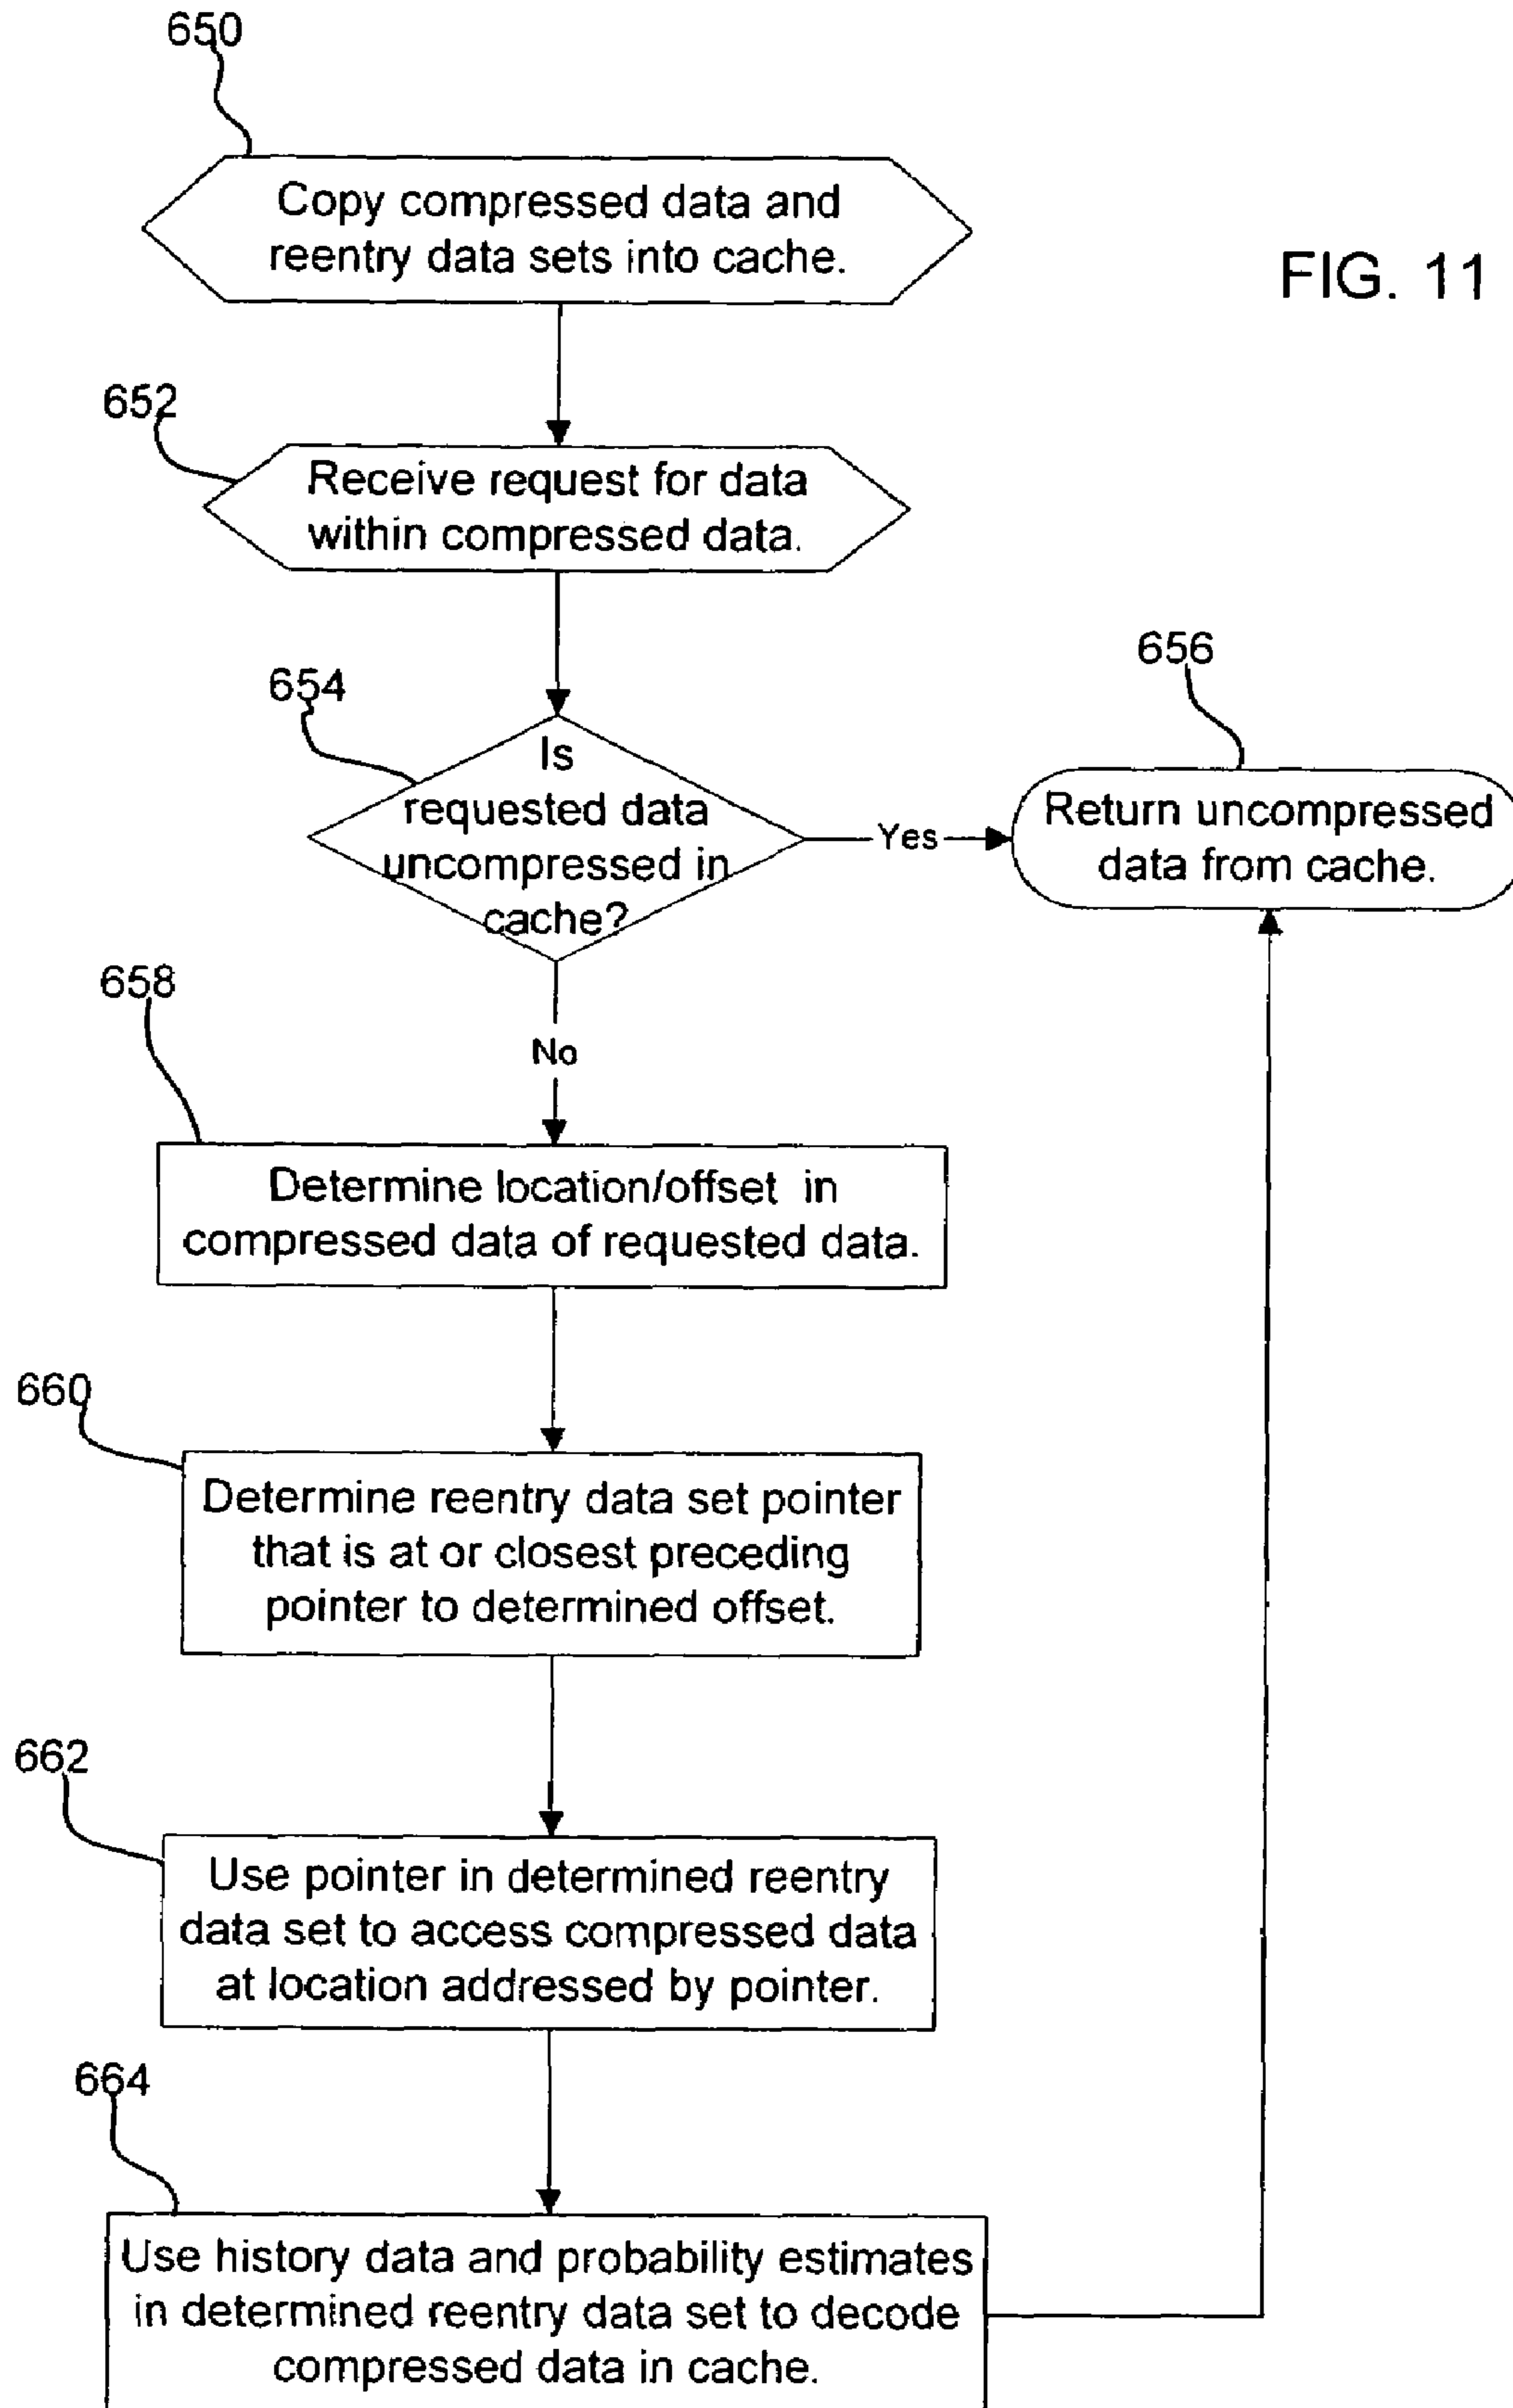 650
Copy compressed data and
reentry data sets into cache.
FIG. 11
652
Receive request for data
within compressed data.
654
Is
requested data
uncompressed in
cache?
Yes
656
Return uncompressed
data from cache.
No
658
Determine location/offset in
compressed data of requested data.
660
Determine reentry data set pointer
that is at or closest preceding
pointer to determined offset.
662
Use pointer in determined reentry
data set to access compressed data
at location addressed by pointer.
664
Use history data and probability estimates
in determined reentry data set to decode
compressed data in cache.